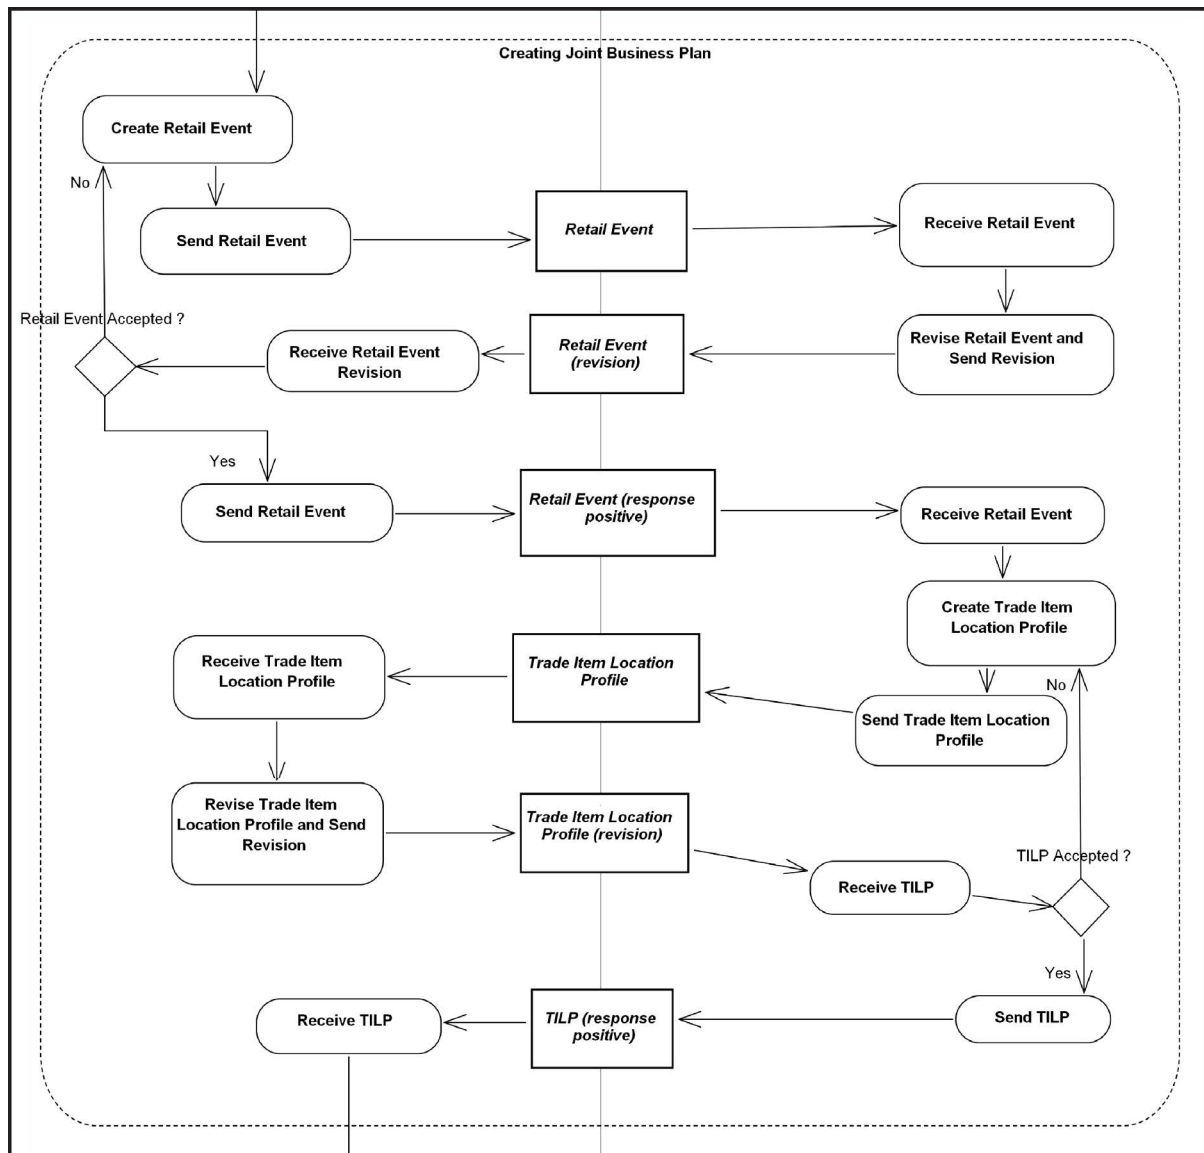 Creating Joint Business Plan
Create Retail Event
No
Send Retail Event
Retail Event
Receive Retail Event
Retail Event Accepted ?
Receive Retail Event
Revision
Retail Event
(revision)
Revise Retail Event and
Send Revision
Yes
Send Retail Event
Retail Event (response
positive)
Receive Retail Event
Create Trade Item
Location Profile
Receive Trade Item
Location Profile
Trade Item Location
Profile
No
Send Trade Item Location
Profile
Revise Trade Item
Location Profile and Send
Revision
Trade Item Location
Profile (revision)
TILP Accepted ?
Receive TILP
Yes
Receive TILP
TILP (response
positive)
Send TILP